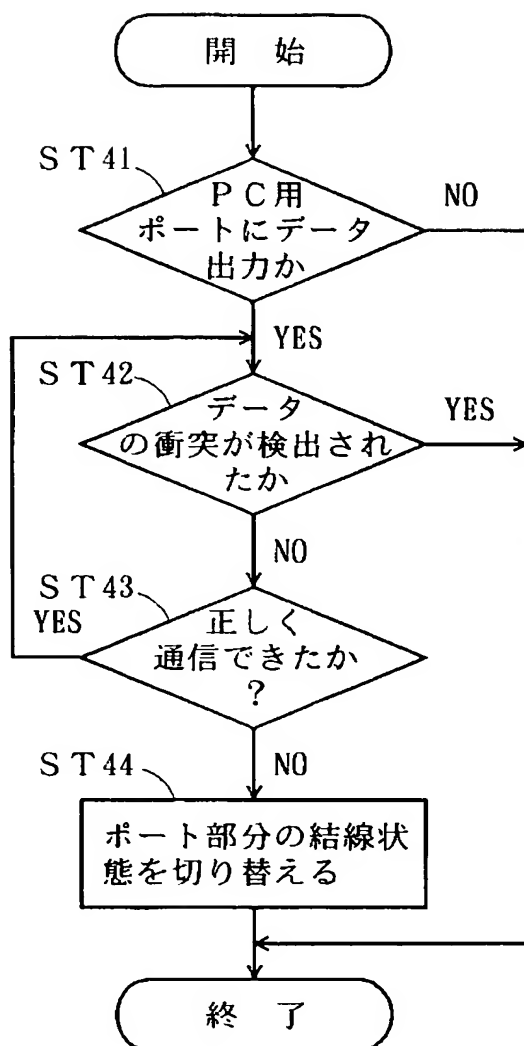 開 始
ST41
PC用
ポートにデータ
出力か
NO
YES
ST42
データ
の衝突が検出され
たか
YES
NO
ST43
YES
正しく
通信できたか
?
NO
ST44
ポート部分の結線状
態を切り替える
終 了